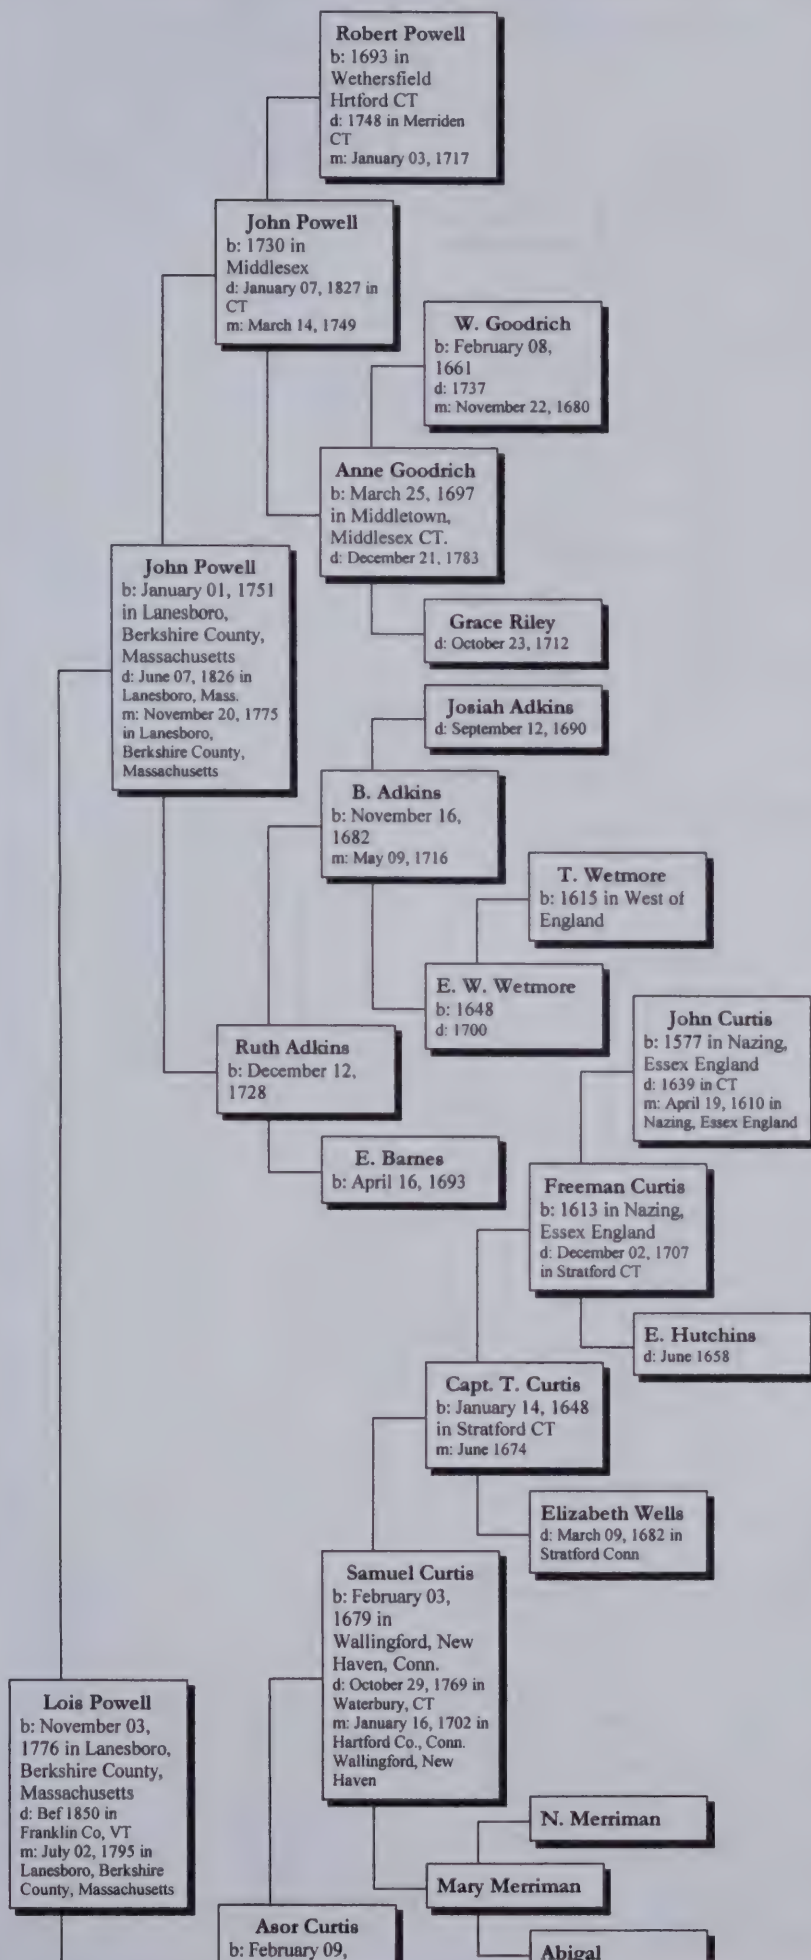 Robert Powell
b: 1693 in
Wethersfield
Hrtford CT
d: 1748 in Merriden
CT
m: January 03, 1717
John Powell
b: 1730 in
Middlesex
d: January 07, 1827 in
CT
m: March 14, 1749
W. Goodrich
b: February 08,
1661
d: 1737
m: November 22, 1680
Anne Goodrich
b: March 25, 1697
in Middletown,
Middlesex CT.
d: December 21, 1783
John Powell
b: January 01, 1751
in Lanesboro,
Berkshire County,
Massachusetts
d: June 07, 1826 in
Lanesboro, Mass.
m: November 20, 1775
in Lanesboro,
Berkshire County,
Massachusetts
Grace Riley
d: October 23, 1712
Josiah Adkins
d: September 12, 1690
B. Adkins
b: November 16,
1682
m: May 09, 1716
T. Wetmore
b: 1615 in West of
England
E. W. Wetmore
b: 1648
d: 1700
John Curtis
b: 1577 in Nazing,
Essex England
d: 1639 in CT
m: April 19, 1610 in
Nazing, Essex England
Ruth Adkins
b: December 12,
1728
E. Barnes
b: April 16, 1693
Freeman Curtis
b: 1613 in Nazing,
Essex England
d: December 02, 1707
in Stratford CT
E. Hutchins
d: June 1658
Capt. T. Curtis
b: January 14, 1648
in Stratford CT
m: June 1674
Elizabeth Wells
d: March 09, 1682 in
Stratford Conn
Samuel Curtis
b: February 03,
1679 in
Wallingford, New
Haven, Conn.
d: October 29, 1769 in
Waterbury, CT
m: January 16, 1702 in
Hartford Co., Conn.
Wallingford, New
Haven
Lois Powell
b: November 03,
1776 in Lanesboro,
Berkshire County,
Massachusetts
d: Bef 1850 in
Franklin Co, VT
m: July 02, 1795 in
Lanesboro, Berkshire
County, Massachusetts
N. Merriman
Mary Merriman
Asor Curtis
b: February 09,
Abigal